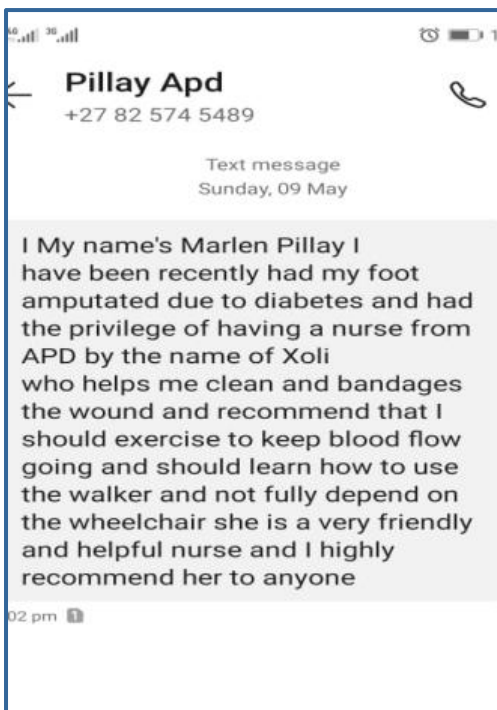 4G 3G
Pillay Apd
+27 82 574 5489
Text message
Sunday, 09 May
I My name's Marlen Pillay I
have been recently had my foot
amputated due to diabetes and had
the privilege of having a nurse from
APD by the name of Xoli
who helps me clean and bandages
the wound and recommend that I
should exercise to keep blood flow
going and should learn how to use
the walker and not fully depend on
the wheelchair she is a very friendly
and helpful nurse and I highly
recommend her to anyone
02 pm 1